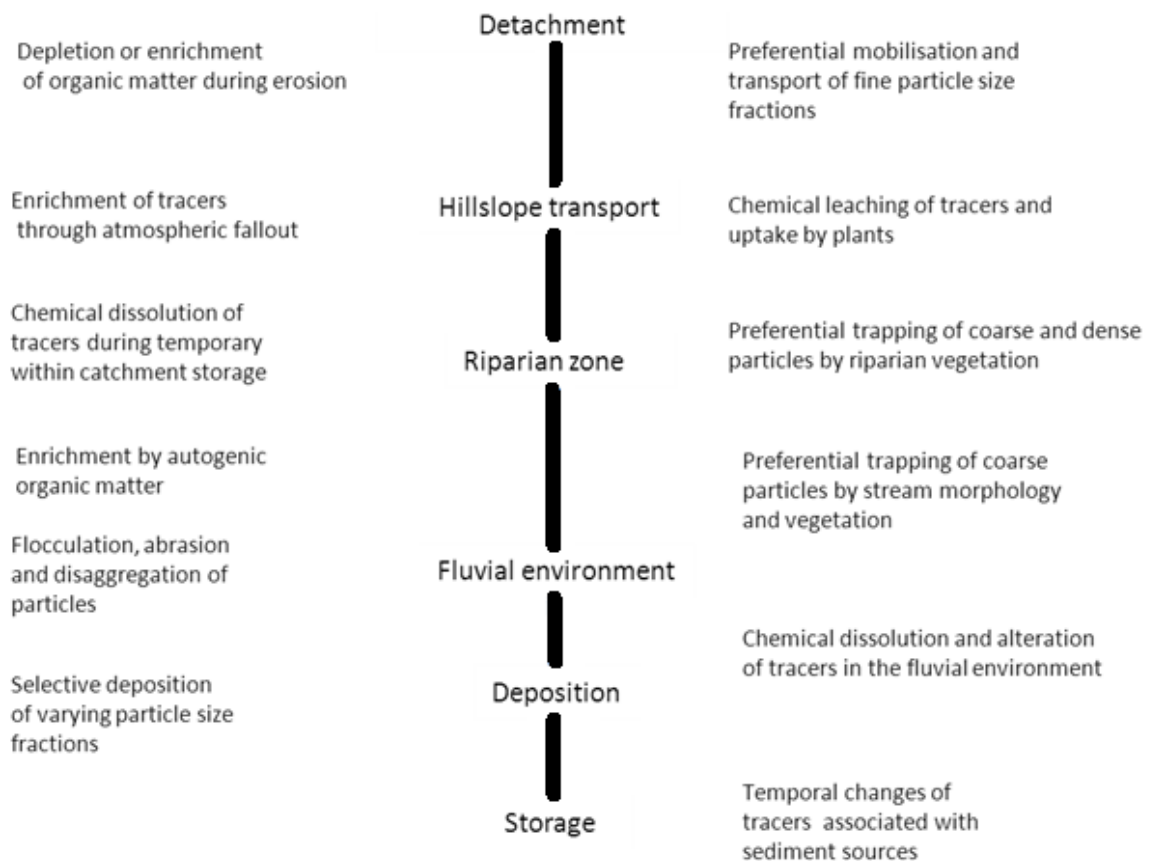 Detachment
Depletion or enrichment
of organic matter during erosion
Preferential mobilisation and
transport of fine particle size
fractions
Enrichment of tracers
through atmospheric fallout
Hillslope transport
Chemical leaching of tracers and
uptake by plants
Chemical dissolution of
tracers during temporary
within catchment storage
Riparian zone
Preferential trapping of coarse and dense
particles by riparian vegetation
Enrichment by autogenic
organic matter
Preferential trapping of coarse
particles by stream morphology
and vegetation
Flocculation, abrasion
and disaggregation of
particles
Fluvial environment
Chemical dissolution and alteration
of tracers in the fluvial environment
Selective deposition
of varying particle size
fractions
Deposition
Storage
Temporal changes of
tracers associated with
sediment sources